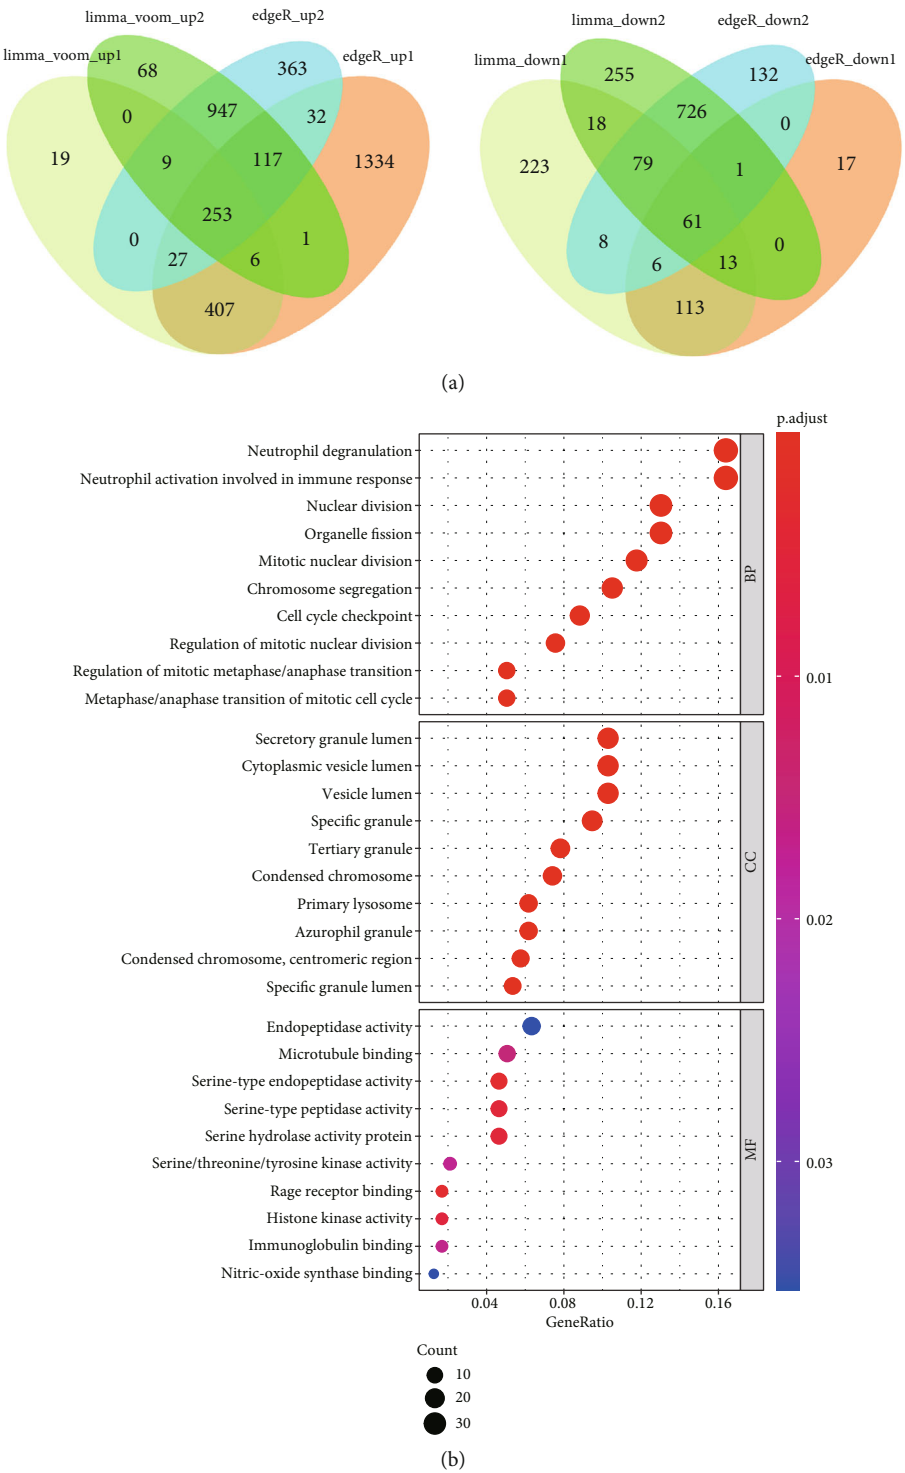 limma_voom_up2
edgeR_up2
limma_voom_up1
edgeR_up1
68
363
0
947
32
19
9
117
1334
253
0
27
6
1
407
limma_down2
edgeR_down2
limma_down1
edgeR_down1
255
132
18
726
0
223
79
1
17
61
8
6
13
0
113
(a)
p.adjust
Neutrophil degranulation
Neutrophil activation involved in immune response
Nuclear division
Organelle fission
Mitotic nuclear division
Chromosome segregation
Cell cycle checkpoint
Regulation of mitotic nuclear division
Regulation of mitotic metaphase/anaphase transition
Metaphase/anaphase transition of mitotic cell cycle
BP
Secretory granule lumen
Cytoplasmic vesicle lumen
Vesicle lumen
Specific granule
Tertiary granule
Condensed chromosome
Primary lysosome
Azurophil granule
Condensed chromosome, centromeric region
Specific granule lumen
CC
Endopeptidase activity
Microtubule binding
Serine-type endopeptidase activity
Serine-type peptidase activity
Serine hydrolase activity protein
Serine/threonine/tyrosine kinase activity
Rage receptor binding
Histone kinase activity
Immunoglobulin binding
Nitric-oxide synthase binding
MF
0.01
0.02
0.03
0.04 0.08 0.12 0.16
GeneRatio
Count
10
20
30
(b)